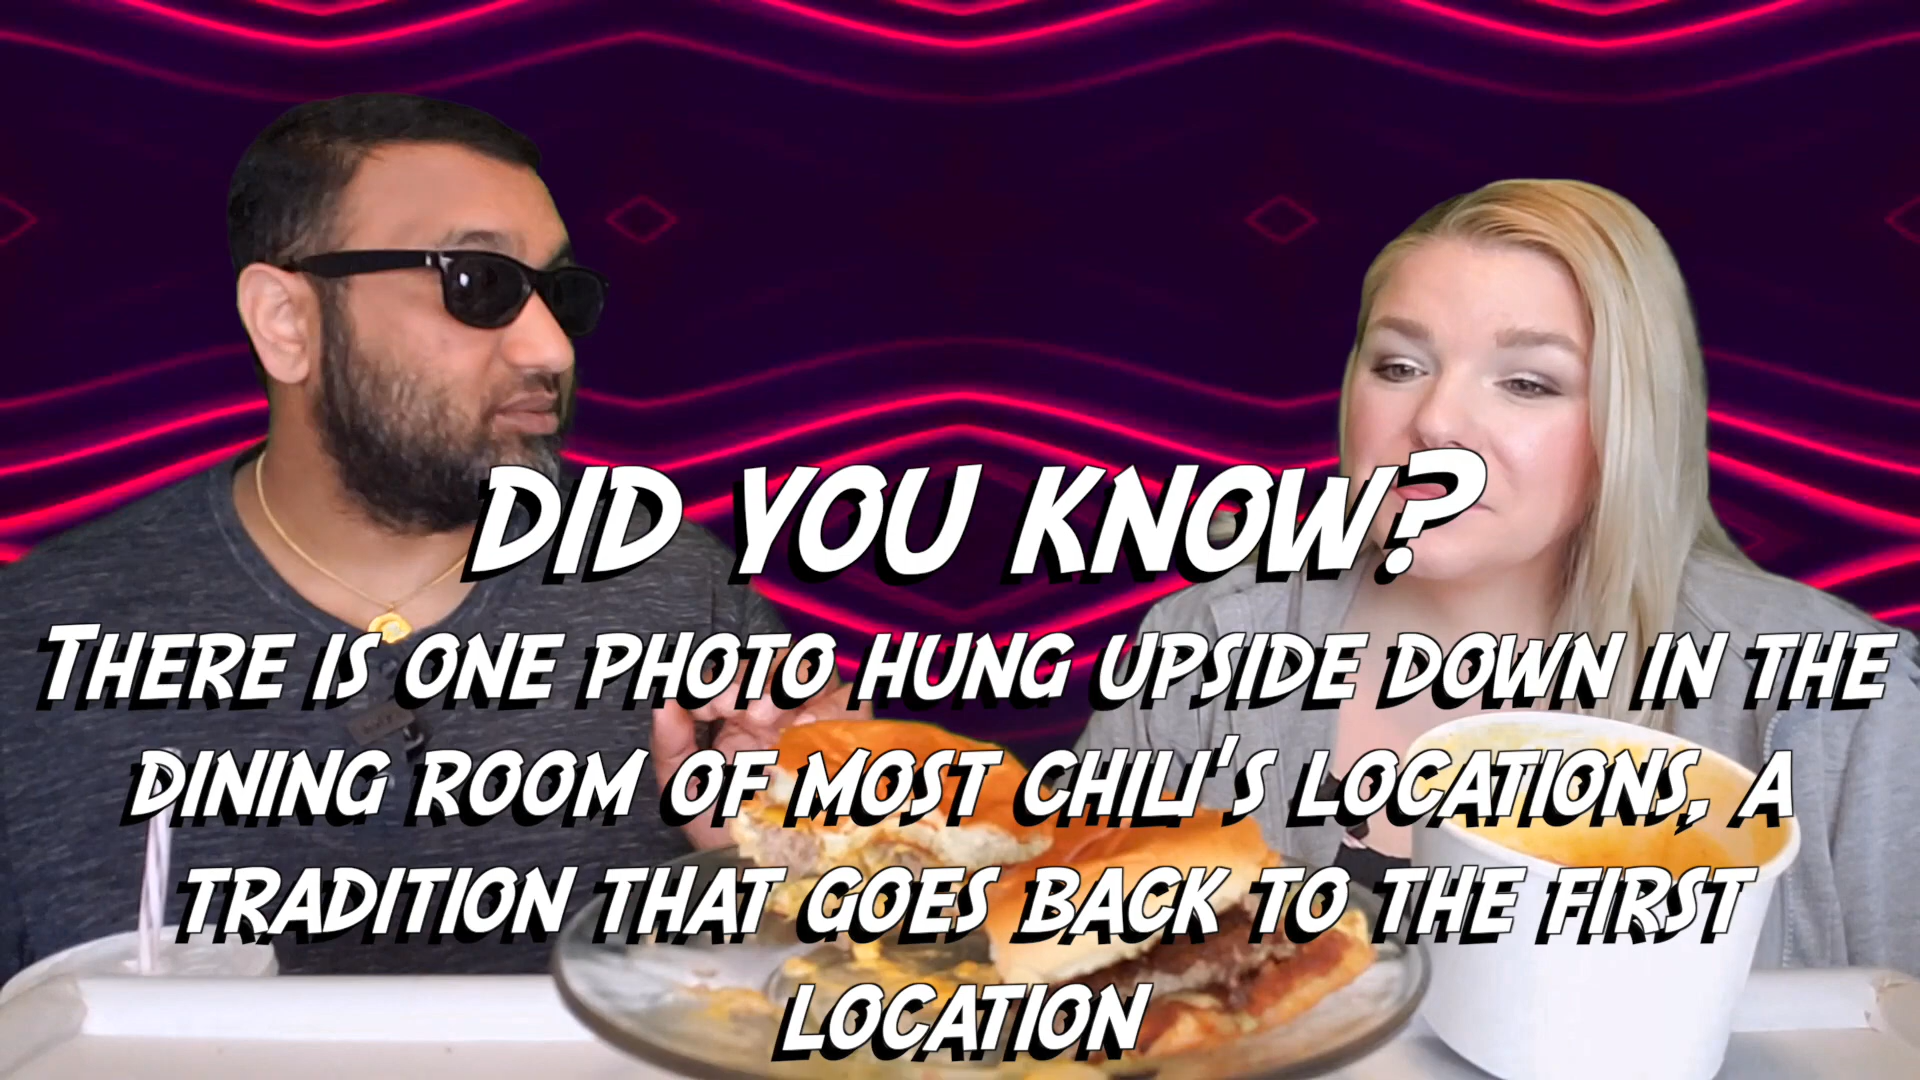 DID YOU KNOW?
THERE IS ONE PHOTO HUNG UPSIDE DOWN IN THE
DINING ROOM OF MOST CHILI'S LOCATIONS, A
TRADITION THAT GOES BACK TO THE FIRST
LOCATION